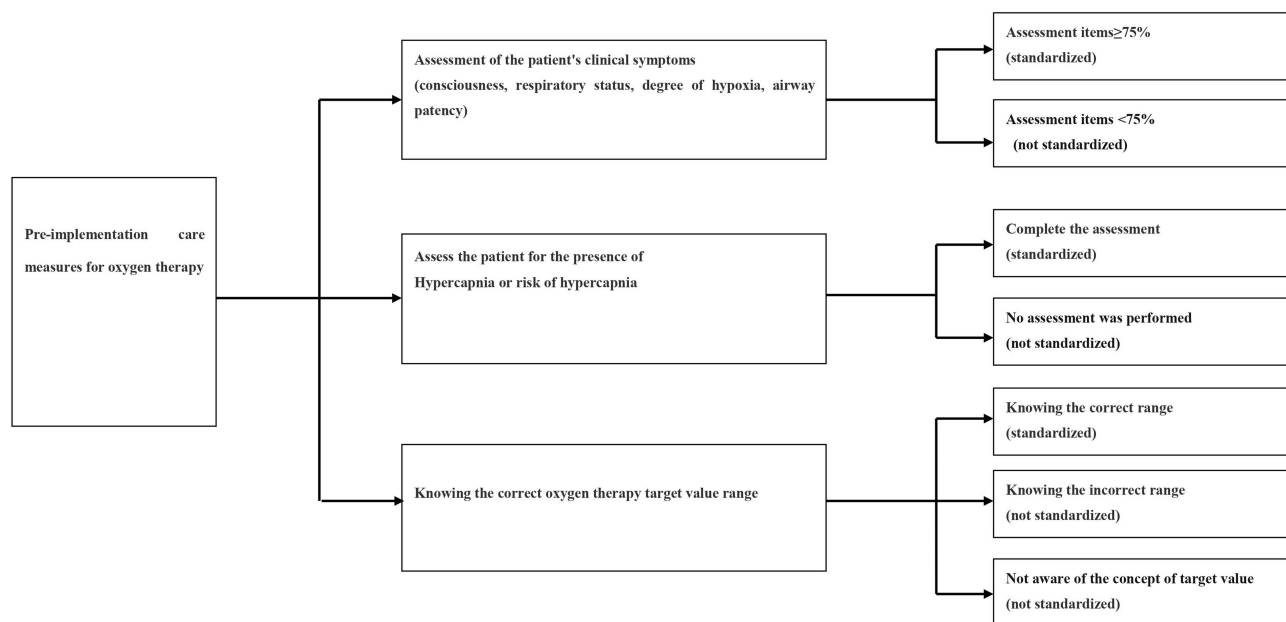 Pre-implementation care
measures for oxygen therapy
Assessment of the patient's clinical symptoms
(consciousness, respiratory status, degree of hypoxia, airway
patency)
Assessment items≥75%
(standardized)
Assessment items <75%
(not standardized)
Assess the patient for the presence of
Hypercapnia or risk of hypercapnia
Complete the assessment
(standardized)
No assessment was performed
(not standardized)
Knowing the correct oxygen therapy target value range
Knowing the correct range
(standardized)
Knowing the incorrect range
(not standardized)
Not aware of the concept of target value
(not standardized)